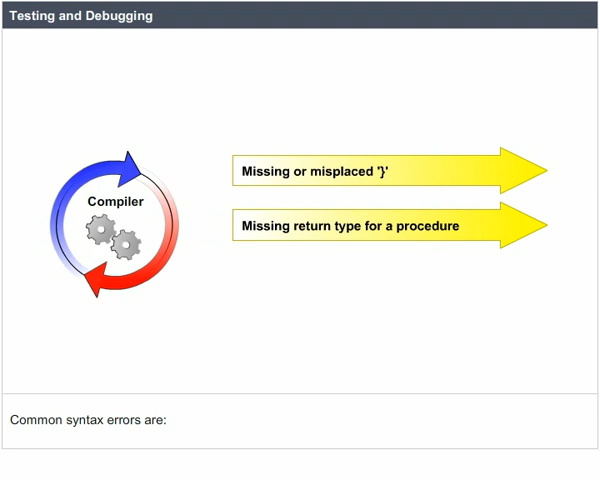 Testing and Debugging
Compiler
Missing or misplaced '}'
Missing return type for a procedure
Common syntax errors are: